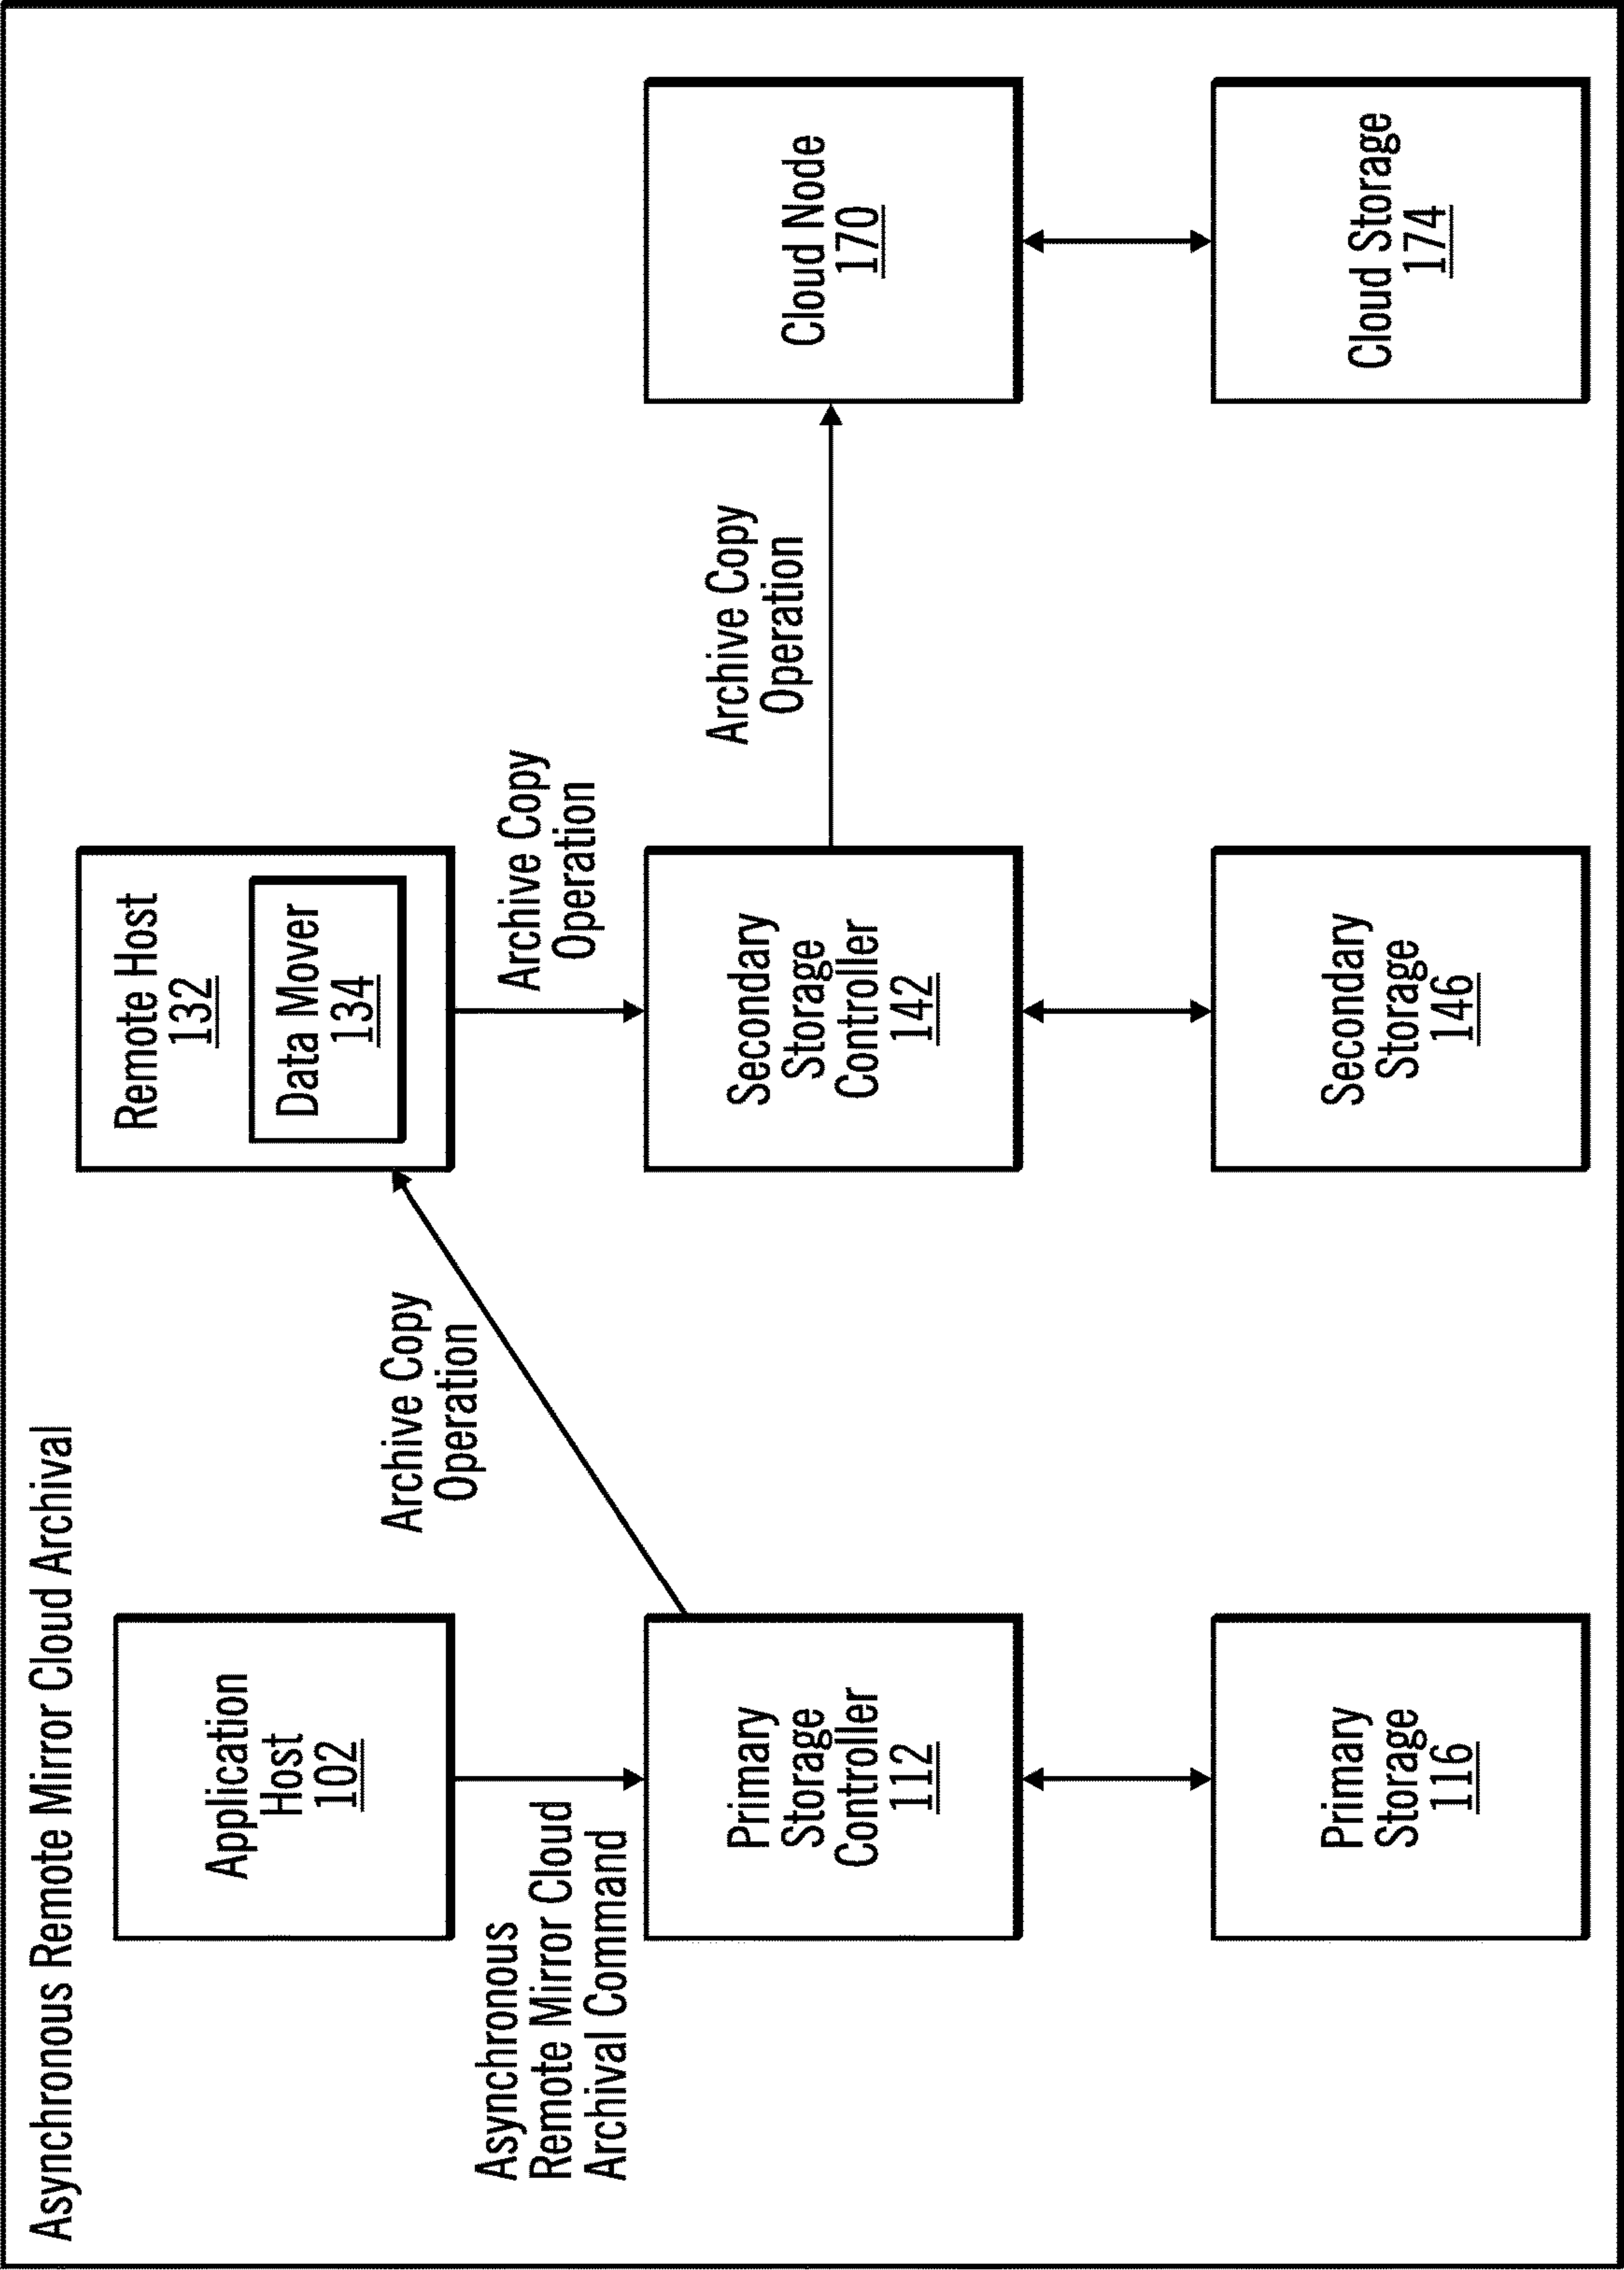 Asynchronous Remote Mirror Cloud Archival
Application
Host
102
Asynchronous
Remote Mirror Cloud
Archival Command
Primary
Storage
Controller
112
Primary
Storage
116
Archive Copy
Operation
Remote Host
132
Data Mover
134
Archive Copy
Operation
Secondary
Storage
Controller
142
Secondary
Storage
146
Archive Copy
Operation
Cloud Node
170
Cloud Storage
174